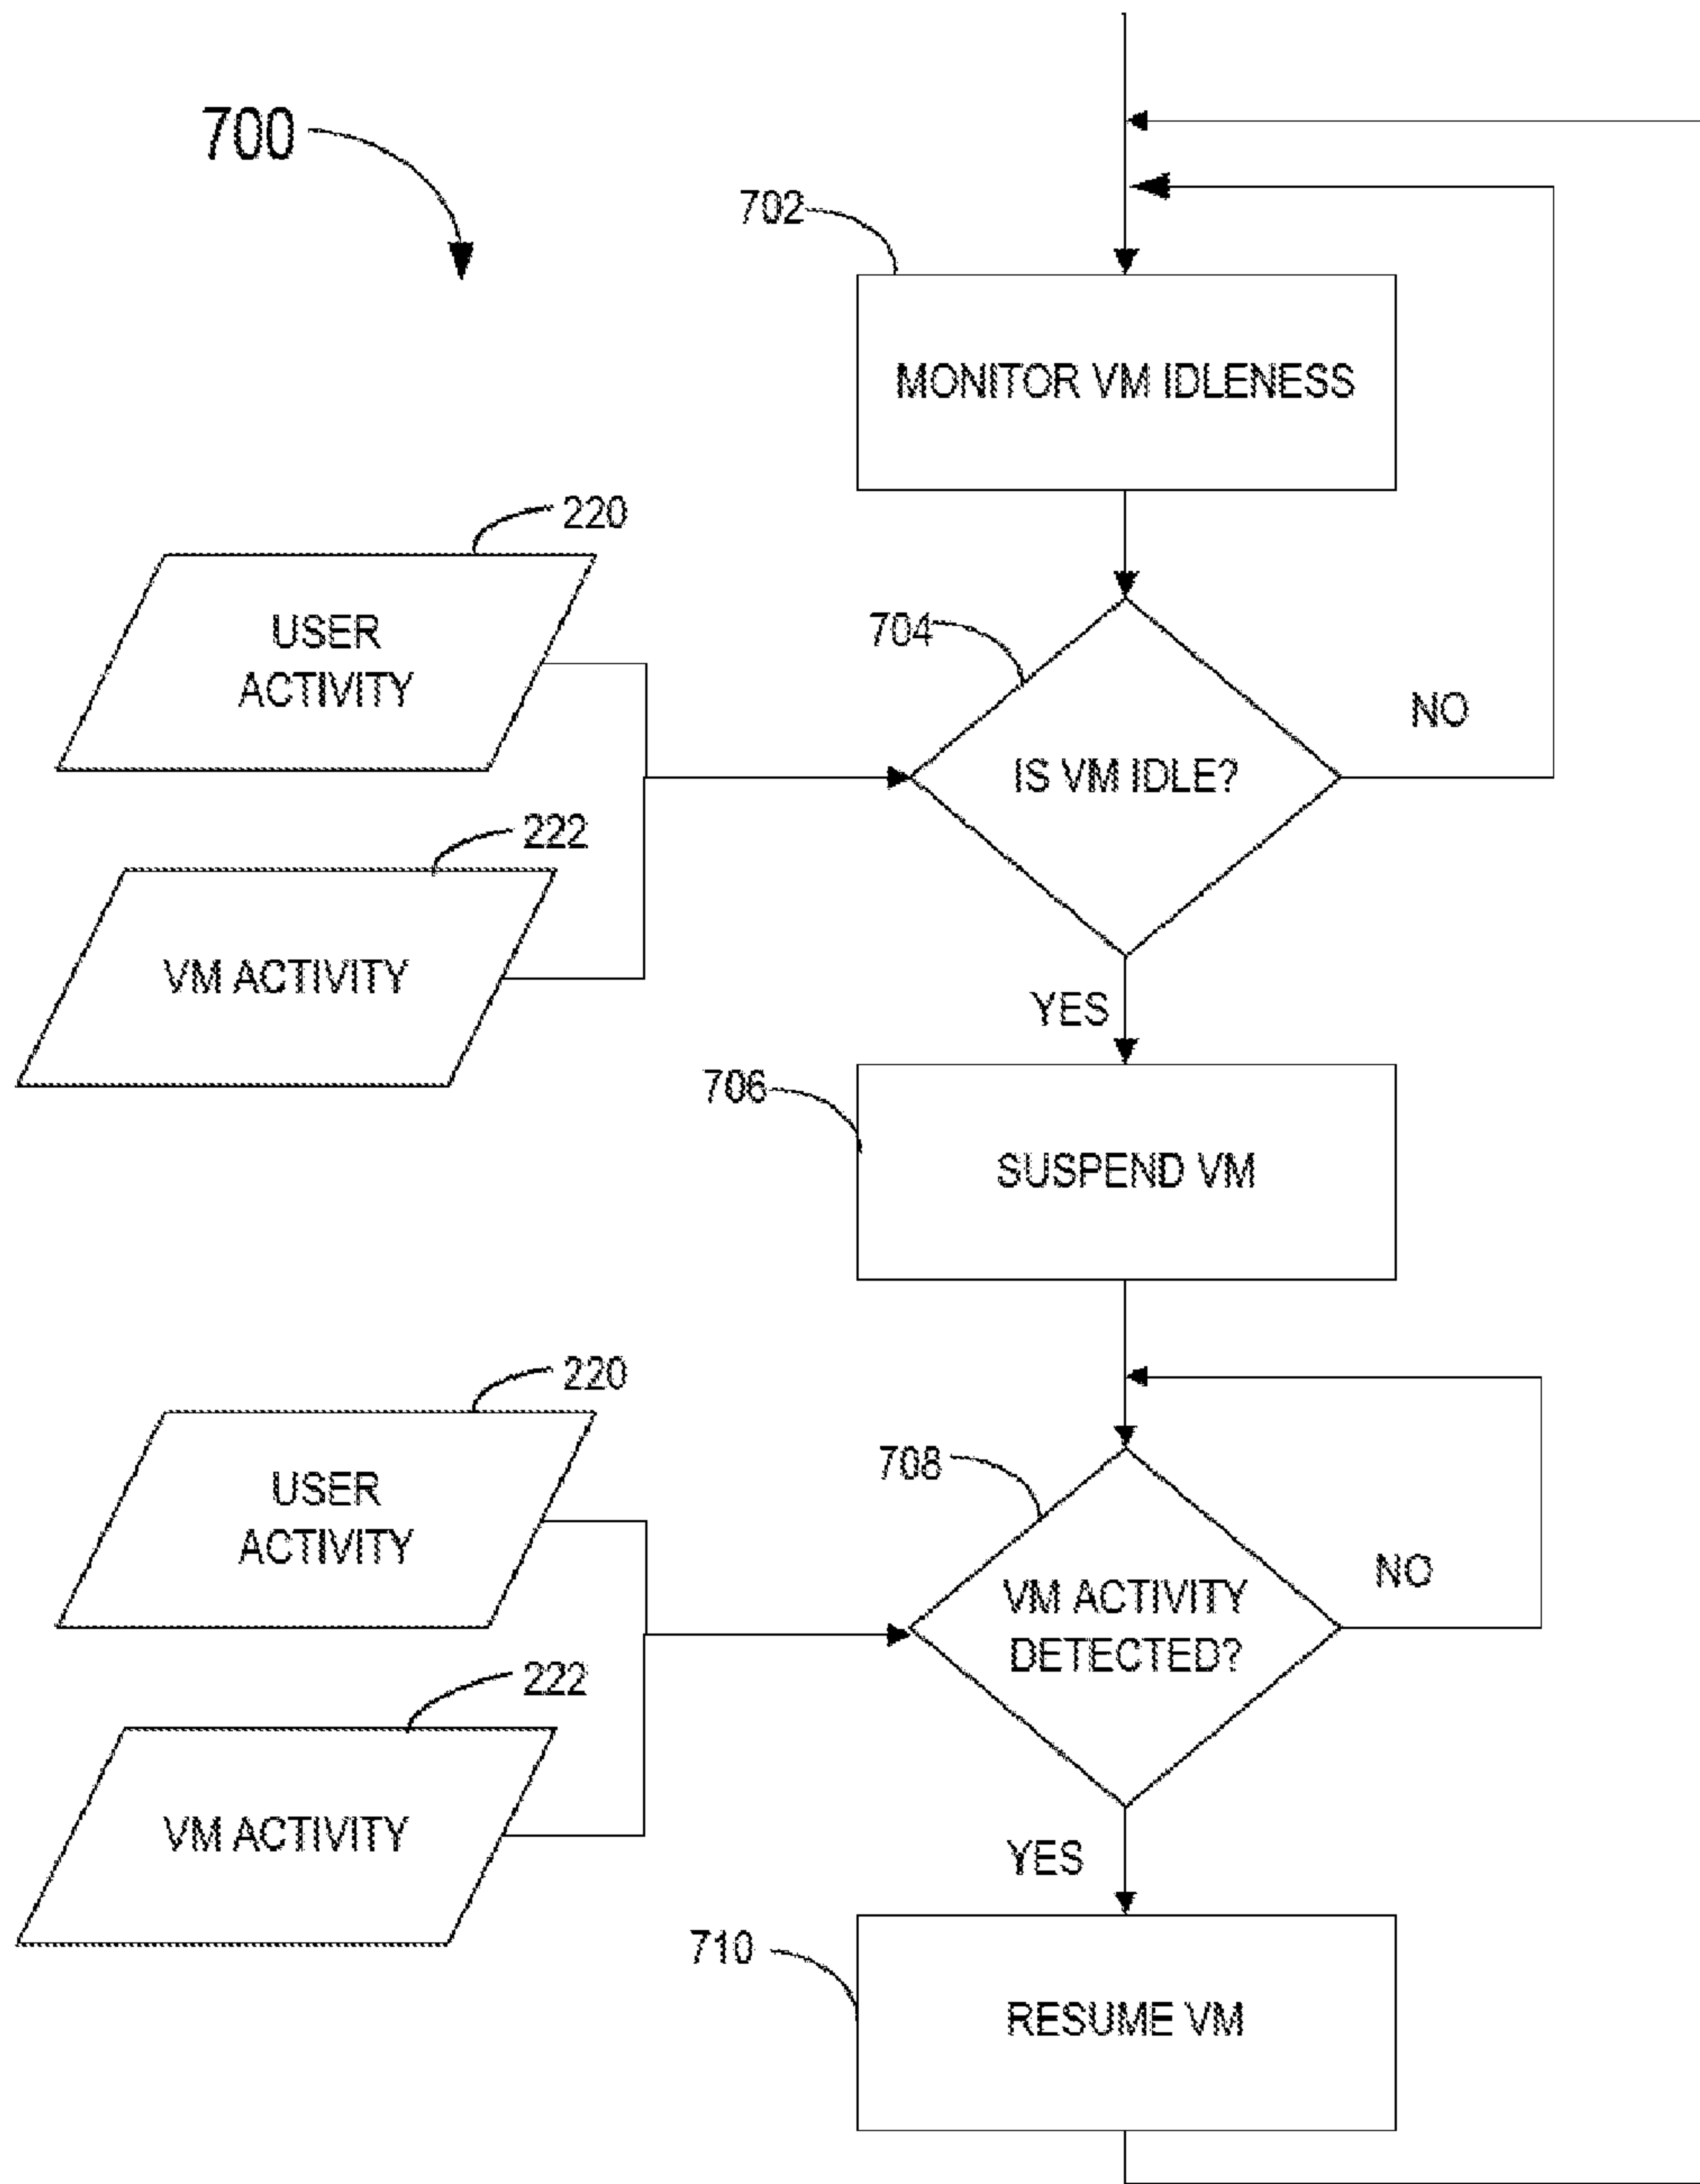 700
702
MONITOR VM IDLENESS
220
USER
ACTIVITY
704
NO
IS VM IDLE?
222
VM ACTIVITY
YES
706
SUSPEND VM
220
USER
ACTIVITY
708
NO
VM ACTIVITY
DETECTED?
222
VM ACTIVITY
YES
710
RESUME VM